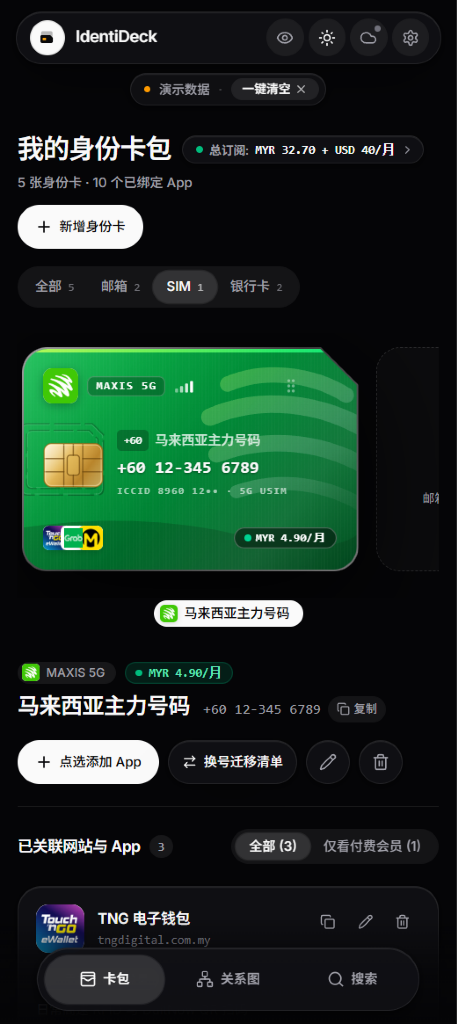 IdentiDeck
演示数据 · 一键清空 ×
我的身份卡包
总订阅: MYR 32.70 + USD 40/月
5 张身份卡 · 10 个已绑定 App
+ 新增身份卡
全部 5 邮箱 2 SIM 1 银行卡 2
MAXIS 5G
+60 马来西亚主力号码
+60 12-345 6789
ICCID 8960 12•• · 5G USIM
Touch 'n GO eWallet Grab M
MYR 4.90/月
马来西亚主力号码
MAXIS 5G MYR 4.90/月
马来西亚主力号码 +60 12-345 6789 复制
+ 点选添加 App 换号迁移清单
已关联网站与 App 3 全部 (3) 仅看付费会员 (1)
Touch 'n GO eWallet
TNG 电子钱包
tngdigital.com.my
卡包 关系图 搜索